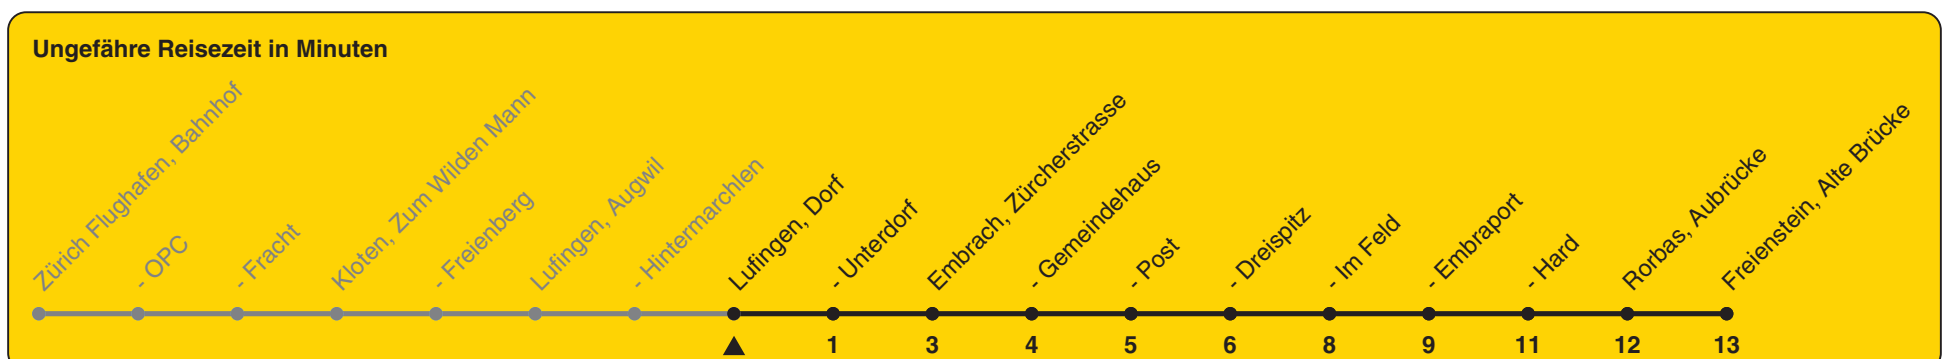 Ungefähre Reisezeit in Minuten
Zürich Flughafen, Bahnhof
- OPC
- Fracht
Kloten, Zum Wilden Mann
- Freienberg
Lufingen, Augwil
- Hintermarchlen
Lufingen, Dorf
- Unterdorf
Embrach, Zürcherstrasse
- Gemeindehaus
- Post
- Dreispitz
- Im Feld
- Embraport
- Hard
Rorbas, Aubrücke
Freienstein, Alte Brücke
1 3 4 5 6 8 9 11 12 13